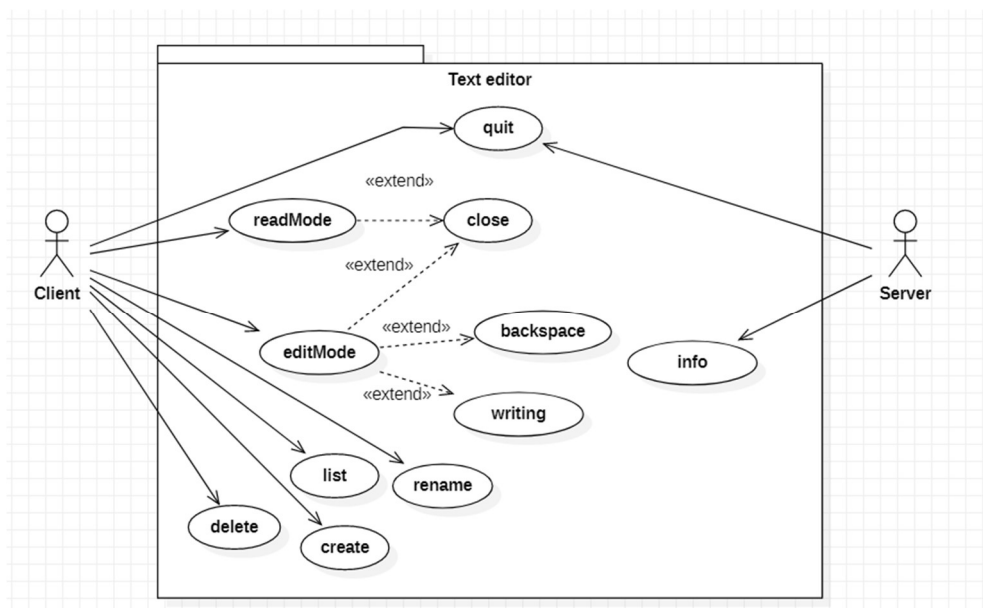 Text editor
quit
«extend»
readMode
close
«extend»
Client
Server
«extend»
backspace
editMode
info
«extend»
writing
list
rename
delete
create